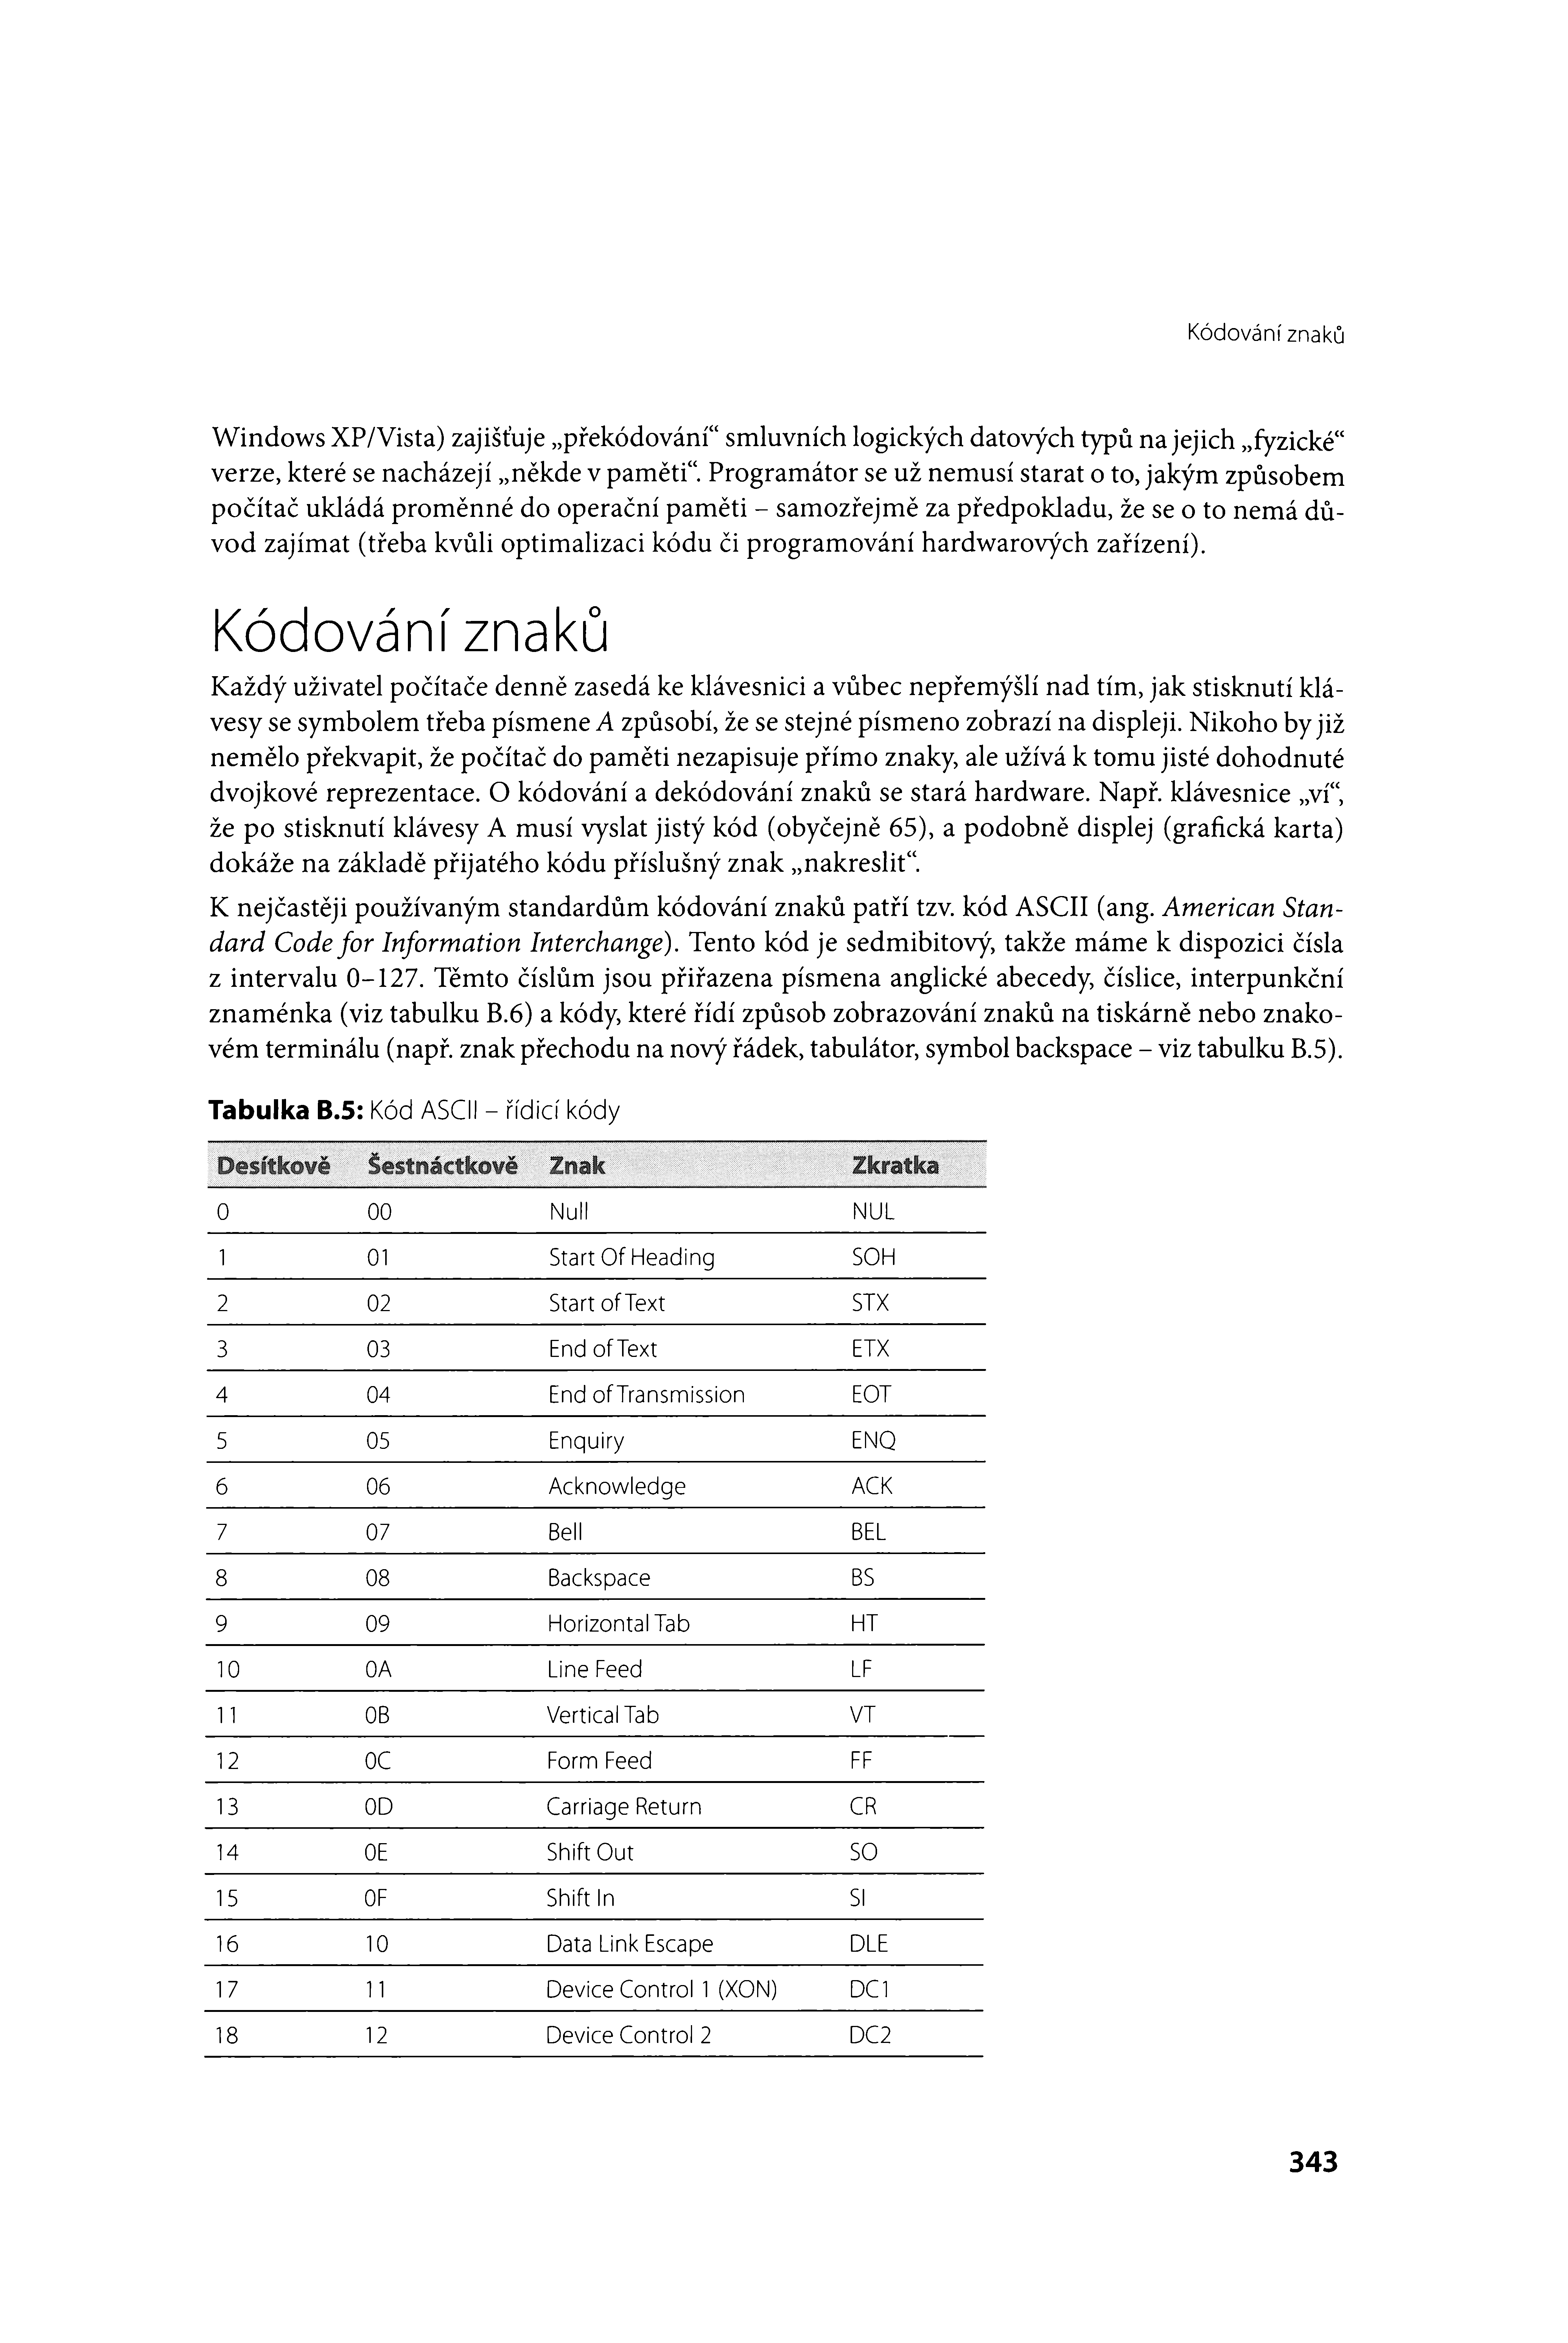 Kódování znaků
Windows XP/Vista) zajišťuje „překódování“ smluvních logických datových typů na jejich „fyzické“
verze, které se nacházejí „někde v paměti“. Programátor se už nemusí starat o to, jakým způsobem
počítač ukládá proměnné do operační paměti – samozřejmě za předpokladu, že se o to nemá dů-
vod zajímat (třeba kvůli optimalizaci kódu či programování hardwarových zařízení).
Kódování znaků
Každý uživatel počítače denně zasedá ke klávesnici a vůbec nepřemýšlí nad tím, jak stisknutí klá-
vesy se symbolem třeba písmene A způsobí, že se stejné písmeno zobrazí na displeji. Nikoho by již
nemělo překvapit, že počítač do paměti nezapisuje přímo znaky, ale užívá k tomu jisté dohodnuté
dvojkové reprezentace. O kódování a dekódování znaků se stará hardware. Např. klávesnice „ví“,
že po stisknutí klávesy A musí vyslat jistý kód (obyčejně 65), a podobně displej (grafická karta)
dokáže na základě přijatého kódu příslušný znak „nakreslit“.
K nejčastěji používaným standardům kódování znaků patří tzv. kód ASCII (ang. American Stan-
dard Code for Information Interchange). Tento kód je sedmibitový, takže máme k dispozici čísla
z intervalu 0–127. Těmto číslům jsou přiřazena písmena anglické abecedy, číslice, interpunkční
znaménka (viz tabulku B.6) a kódy, které řídí způsob zobrazování znaků na tiskárně nebo znako-
vém terminálu (např. znak přechodu na nový řádek, tabulátor, symbol backspace – viz tabulku B.5).
Tabulka B.5: Kód ASCII – řídicí kódy
Desítkově Šestnáctkově Znak Zkratka
0 00 Null NUL
1 01 Start Of Heading SOH
2 02 Start of Text STX
3 03 End of Text ETX
4 04 End of Transmission EOT
5 05 Enquiry ENQ
6 06 Acknowledge ACK
7 07 Bell BEL
8 08 Backspace BS
9 09 Horizontal Tab HT
10 0A Line Feed LF
11 0B Vertical Tab VT
12 0C Form Feed FF
13 0D Carriage Return CR
14 0E Shift Out SO
15 0F Shift In SI
16 10 Data Link Escape DLE
17 11 Device Control 1 (XON) DC1
18 12 Device Control 2 DC2
343